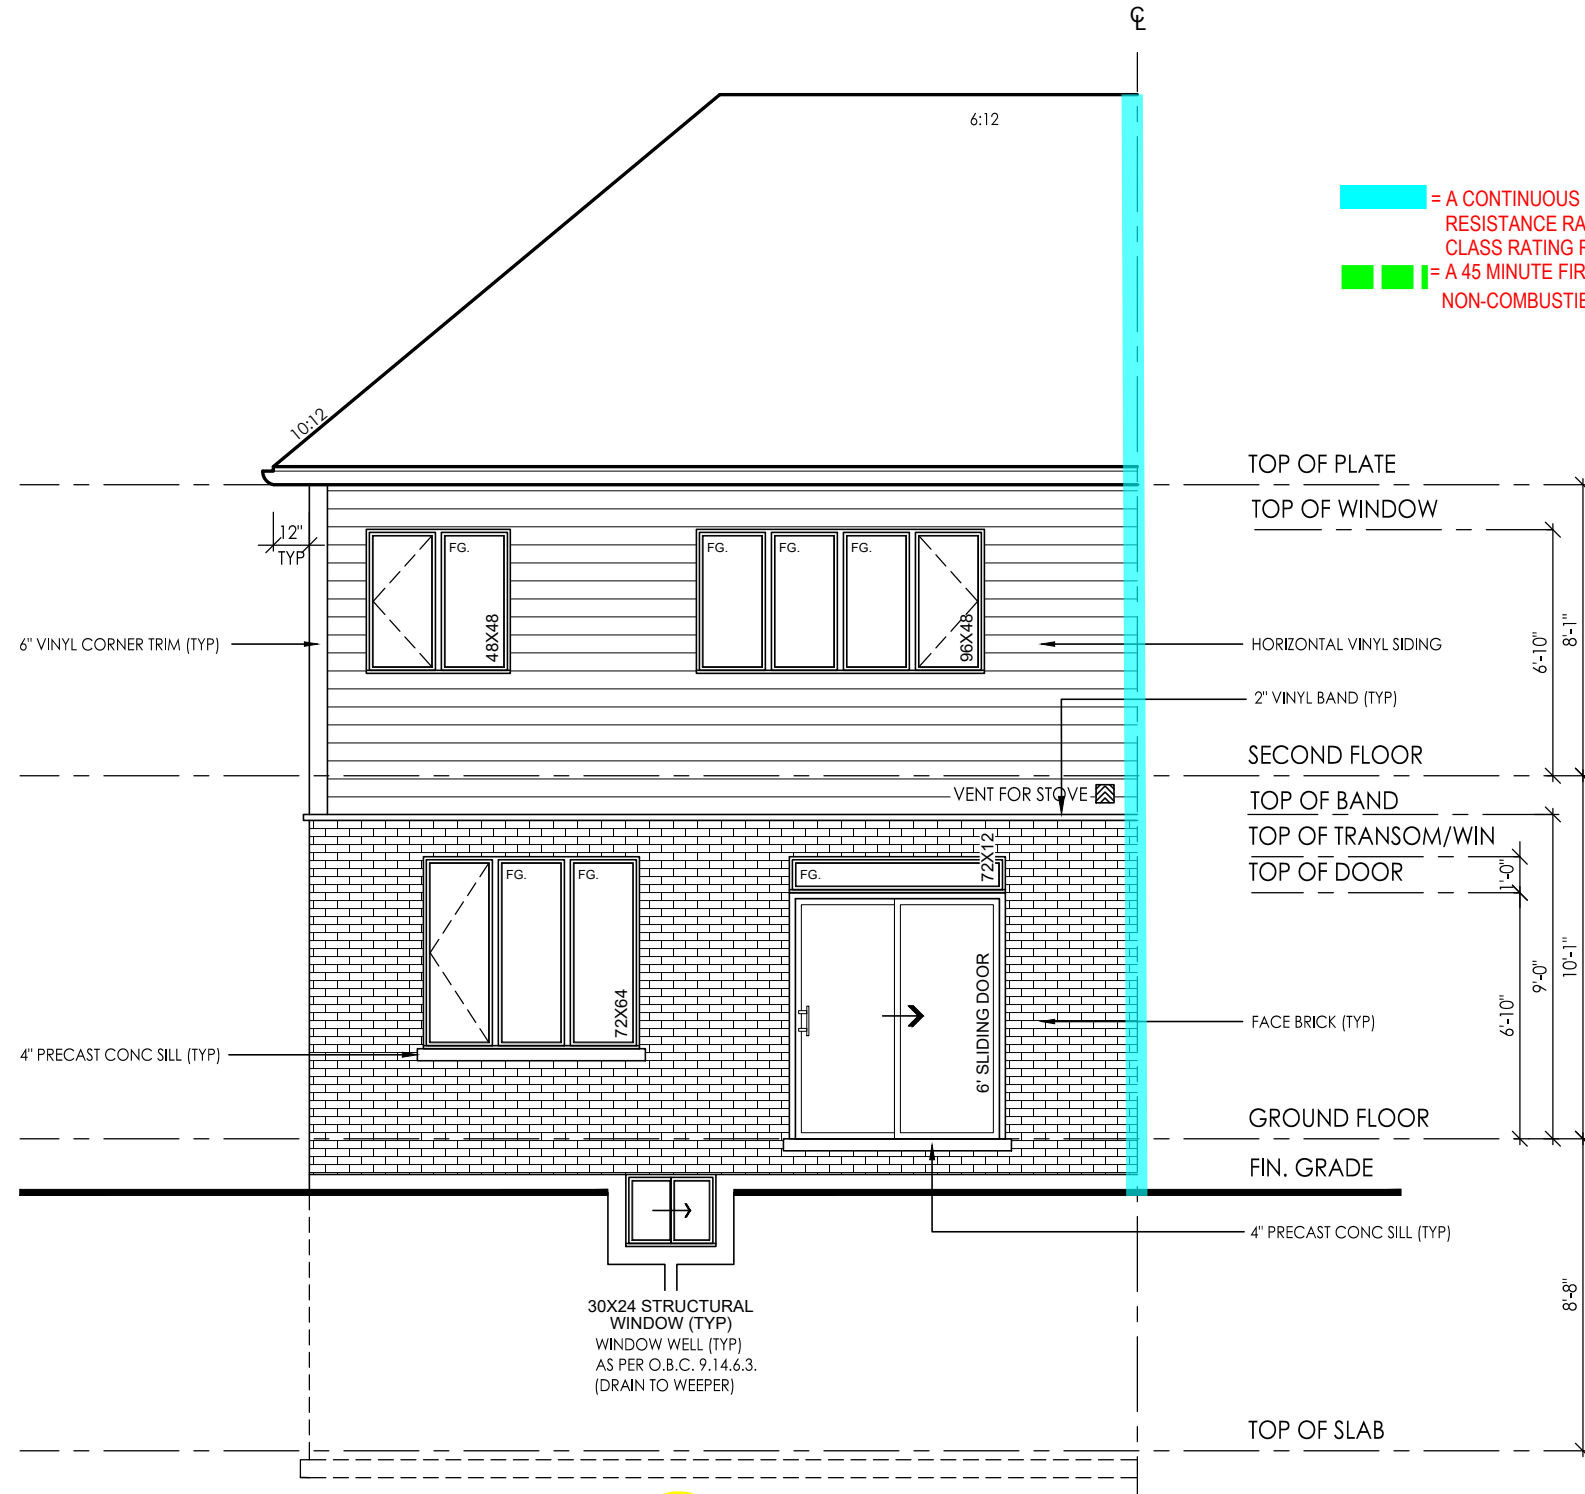 ℄
6:12
= A CONTINUOUS
RESISTANCE
CLASS RATING
= A 45 MINUTE
10:12
TOP OF PLATE
TOP OF WINDOW
12"
TYP
FG.
FG.
FG.
FG.
48X48
96X48
6" VINYL CORNER TRIM (TYP)
HORIZONTAL VINYL SIDING
6'-10"
8'-1"
2" VINYL BAND (TYP)
SECOND FLOOR
VENT FOR STOVE
TOP OF BAND
TOP OF TRANSOM/WIN
TOP OF DOOR
72X12
FG.
FG.
FG.
1'-0"
9'-0"
10'-1"
6'-10"
72X64
6' SLIDING DOOR
FACE BRICK (TYP)
4" PRECAST CONC SILL (TYP)
GROUND FLOOR
FIN. GRADE
4" PRECAST CONC SILL (TYP)
8'-8"
30X24 STRUCTURAL
WINDOW (TYP)
WINDOW WELL (TYP)
AS PER O.B.C. 9.14.6.3.
(DRAIN TO WEEPER)
TOP OF SLAB